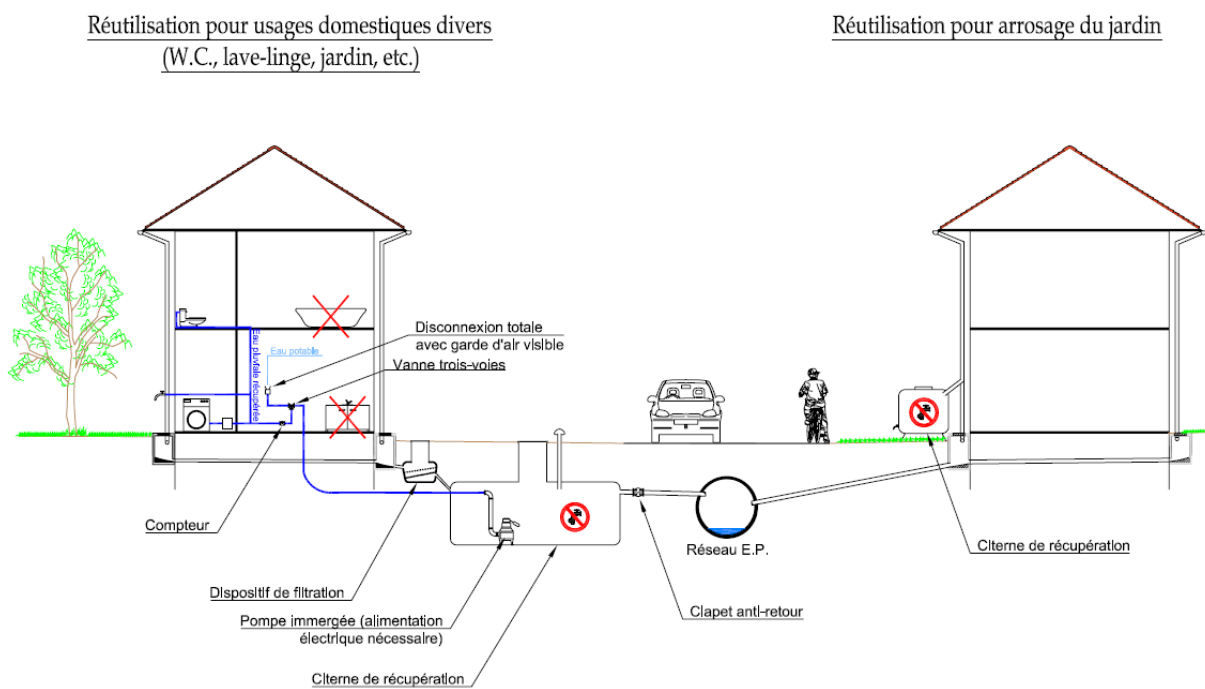 Réutilisation pour usages domestiques divers
(W.C., lave-linge, jardin, etc.)
Réutilisation pour arrosage du jardin
Disconnexion totale
avec garde d'air visible
Eau potable
Vanne trois-voies
Eau pluviale récupérée
Compteur
Réseau E.P.
Citerne de récupération
Dispositif de filtration
Clapet anti-retour
Pompe immergée (alimentation
électrique nécessaire)
Citerne de récupération